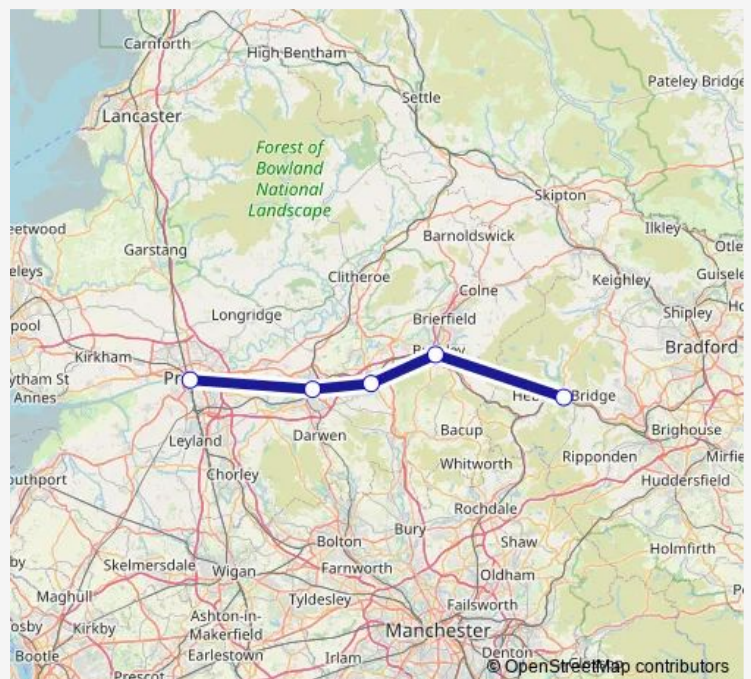 Carnforth
High Bentham
Pateley Bridge
Settle
Lancaster
Forest of
Bowland
National
Landscape
Skipton
eetwood
Ilkley
Barnoldswick
Otle
Garstang
eleys
Guisele
Clitheroe
Keighley
Colne
Longridge
Shipley
Brierfield
pool
Kirkham
Bradford
ytham St
Annes
Bridge
Leyland
Darwen
Bacup
Brighouse
Ripponden
Mirfie
Whitworth
Chorley
outhport
Huddersfield
Rochdale
Bury
Shaw
Bolton
Holmfirth
by
Skelmersdale
Wigan
Farnworth
Oldham
Maghull
Tyldesley
Failsworth
osby
Kirkby
Ashton-in-
Makerfield
Manchester
Bootle
Earlestown
Irlam
Denton
Prescot
© OpenStreetMap contributors